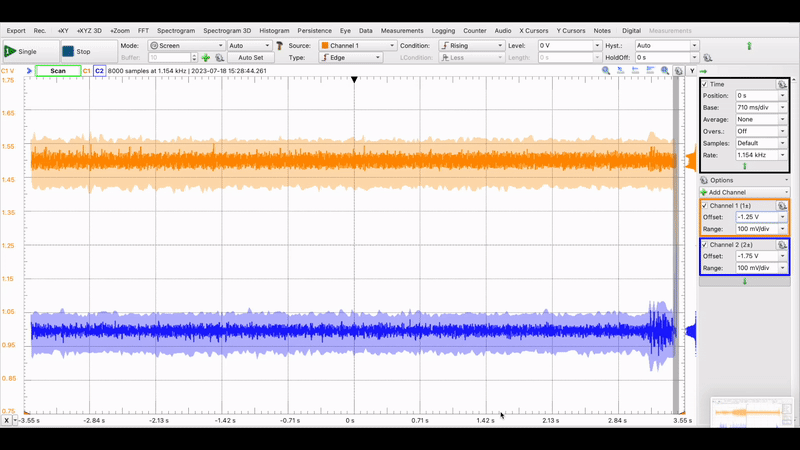 Export Rec. +XY +XYZ 3D +Zoom FFT Spectrogram Spectrogram 3D Histogram Persistence Eye Data Measurements Logging Counter Audio X Cursors Y Cursors Notes Digital Measurements
Single Stop Mode: Screen Auto Source: Channel 1 Condition: Rising Level: 0 V Hyst.: Auto
Buffer: 10 Auto Set Type: Edge LCondition: Less HoldOff: 0 s
C1 V Scan C1 C2 8000 samples at 1.154 kHz | 2023-07-18 15:28:44.261 Y
1.75
1.65
1.55
1.45
1.35
1.25
1.15
1.05
0.95
0.85
0.75
X -3.55 s -2.84 s -2.13 s -1.42 s -0.71 s 0 s 0.71 s 1.42 s 2.13 s 2.84 s 3.55 s
Time
Position: 0 s
Base: 710 ms/div
Average: None
Overs.: Off
Samples: Default
Rate: 1.154 kHz
Options
Add Channel
Channel 1 (1±)
Offset: -1.25 V
Range: 100 mV/div
Channel 2 (2±)
Offset: -1.75 V
Range: 100 mV/div